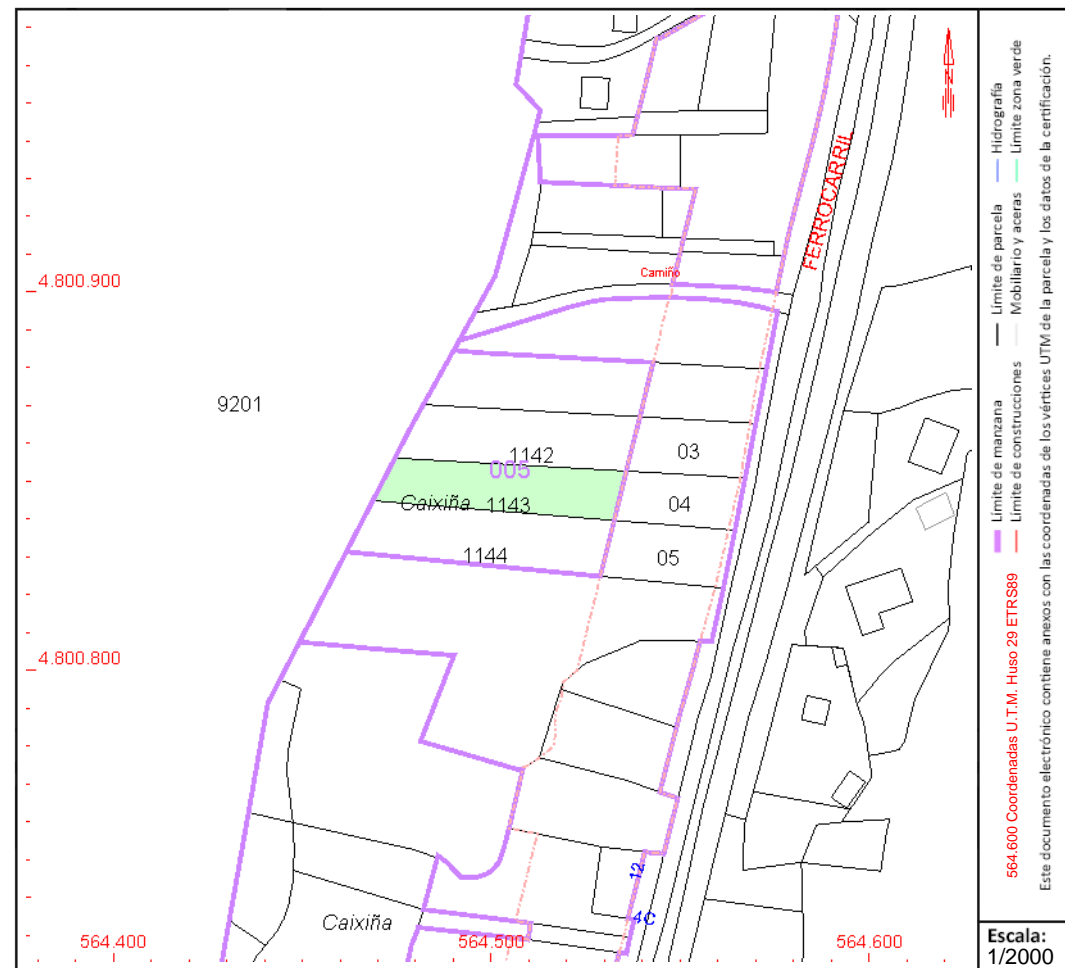 FERROCARRIL
Camiño
4.800.900
9201
1142
03
005
Caixiña
1143
04
1144
05
4.800.800
12
4C
Caixiña
564.400
564.500
564.600
Límite de manzana
Límite de parcela
Hidrografía
Límite de construcciones
Mobiliario y aceras
Límite zona verde
564.600 Coordenadas U.T.M. Huso 29 ETRS89
Este documento electrónico contiene anexos con las coordenadas de los vértices UTM de la parcela y los datos de la certificación.
Escala:
1/2000